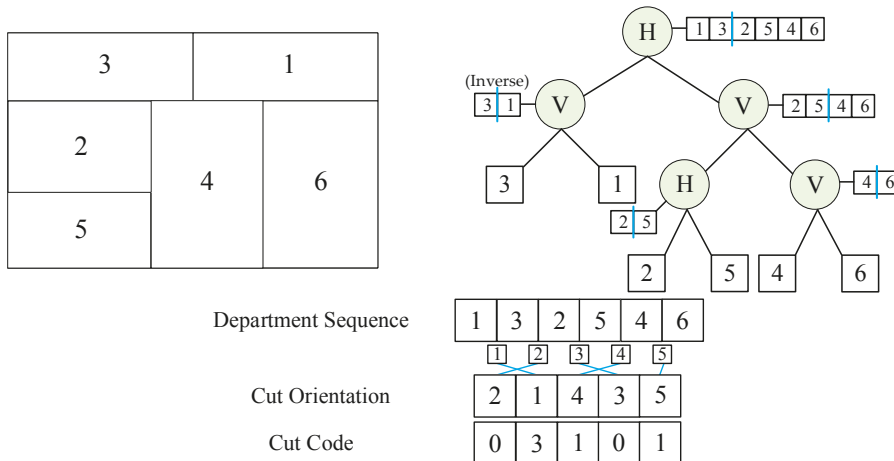 3 1
2
4 6
5
H 1 3 2 5 4 6
(Inverse)
3 1 V V 2 5 4 6
3 1 H V 4 6
2 5
2 5 4 6
Department Sequence 1 3 2 5 4 6
1 2 3 4 5
Cut Orientation 2 1 4 3 5
Cut Code 0 3 1 0 1